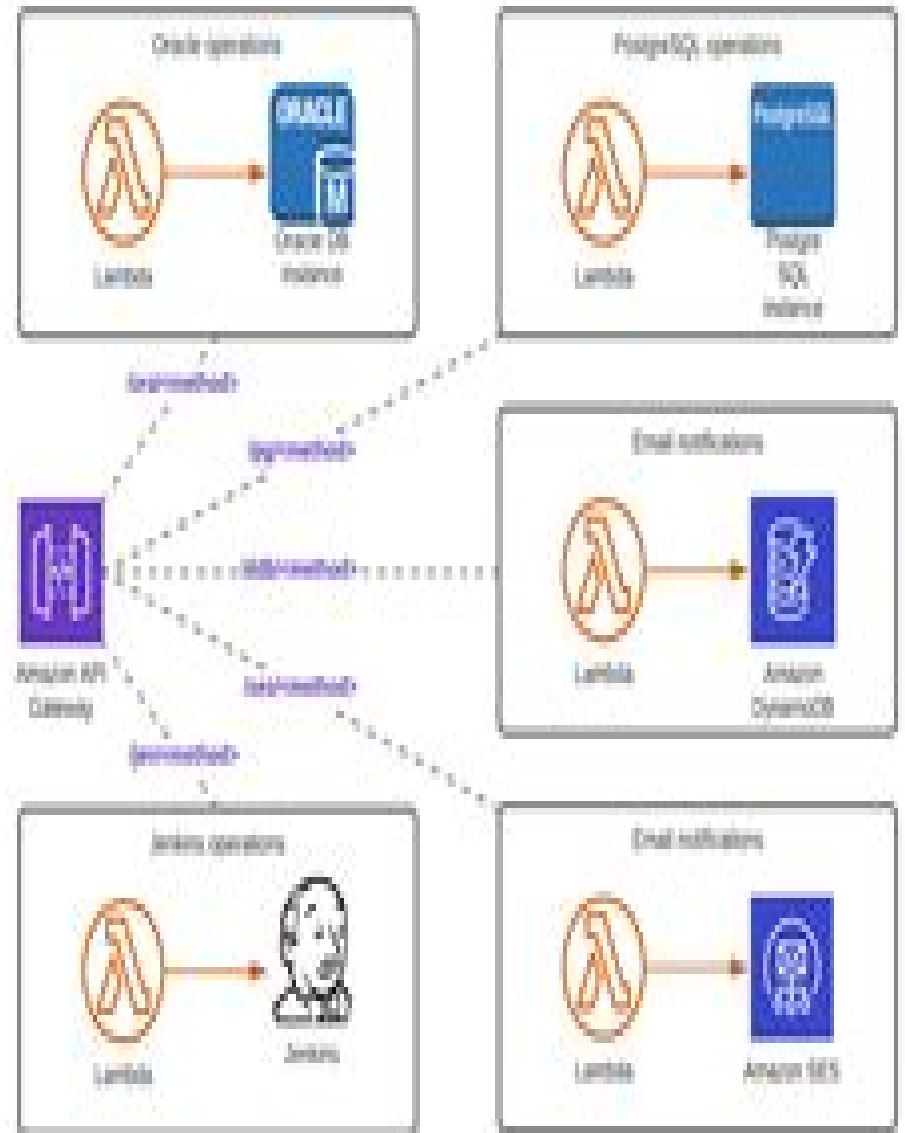 Oracle operations
ORACLE
M
Lambda
Oracle DB
Instance
PostgreSQL operations
PostgreSQL
Lambda
Postgre
SQL
instance
Email notifications
Lambda
Amazon
DynamoDB
Amazon API
Gateway
Jenkins operations
Lambda
Jenkins
Email notifications
Lambda
Amazon SES